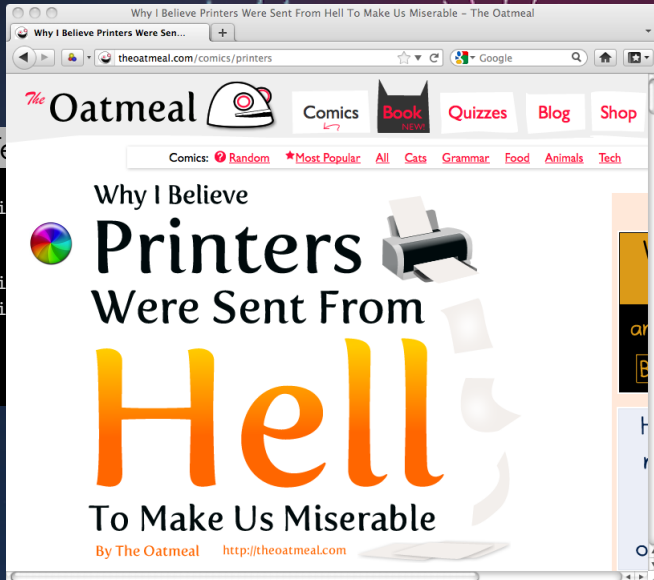 Why I Believe Printers Were Sent From Hell To Make Us Miserable – The Oatmeal
Why I Believe Printers Were Sen...
theoatmeal.com/comics/printers
Google
The Oatmeal
Comics
Book
NEW!
Quizzes
Blog
Shop
Comics: Random Most Popular All Cats Grammar Food Animals Tech
Why I Believe
Printers
Were Sent From
Hell
To Make Us Miserable
By The Oatmeal http://theoatmeal.com